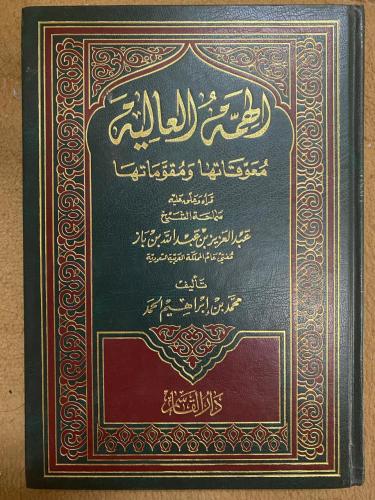 الهمة العالية
معوقاتها ومقوماتها
قرأه وعلق عليه
سماحة الشيخ
عبد العزيز بن عبد الله بن باز
مفتي عام المملكة العربية السعودية
تأليف
محمد بن إبراهيم الحمد
دار القاسم